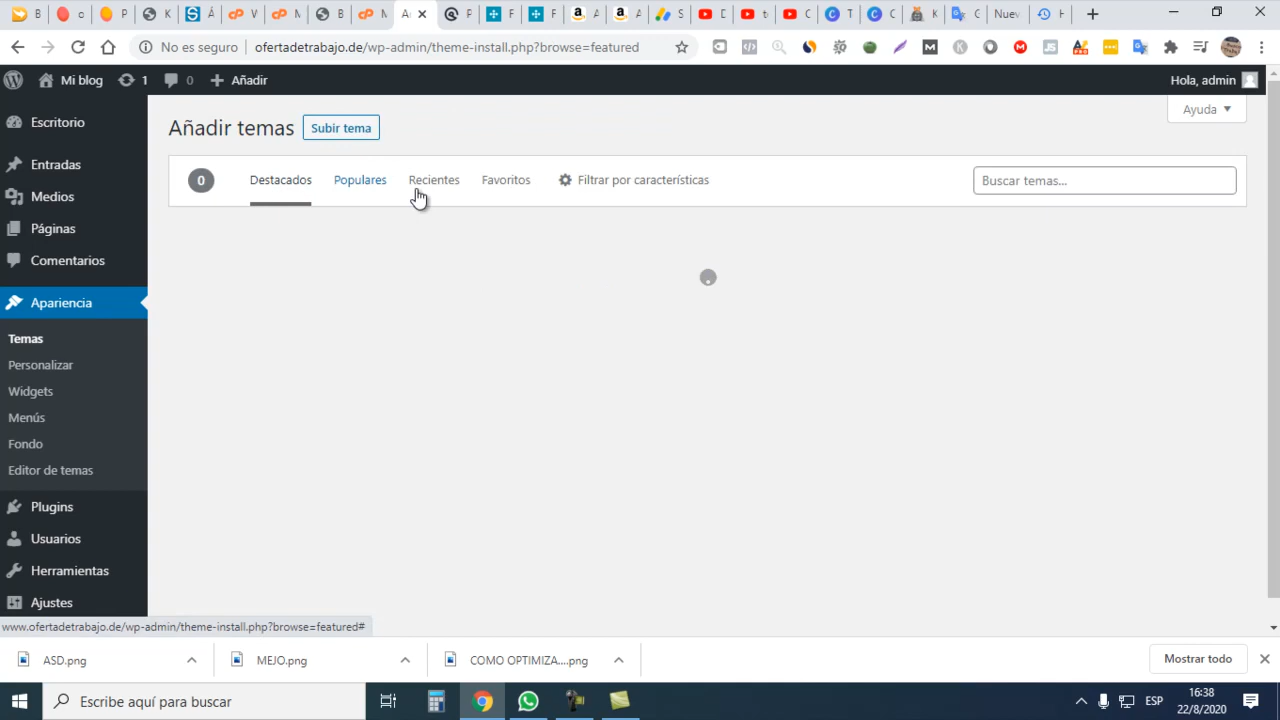 B
o
K
S
Á
V
N
B
N
A
P
F
F
A
A
S
D
t
C
T
C
K
C
Nuev
H
No es seguro
ofertadetrabajo.de/wp-admin/theme-install.php?browse=featured
Mi blog
1
0
Añadir
Hola, admin
Escritorio
Entradas
Medios
Páginas
Comentarios
Apariencia
Temas
Personalizar
Widgets
Menús
Fondo
Editor de temas
Plugins
Usuarios
Herramientas
Ajustes
Ayuda
Añadir temas
Subir tema
0
Destacados
Populares
Recientes
Favoritos
Filtrar por características
Buscar temas...
www.ofertadetrabajo.de/wp-admin/theme-install.php?browse=featured#
ASD.png
MEJO.png
COMO OPTIMIZA....png
Mostrar todo
Escribe aquí para buscar
ESP
16:38
22/8/2020